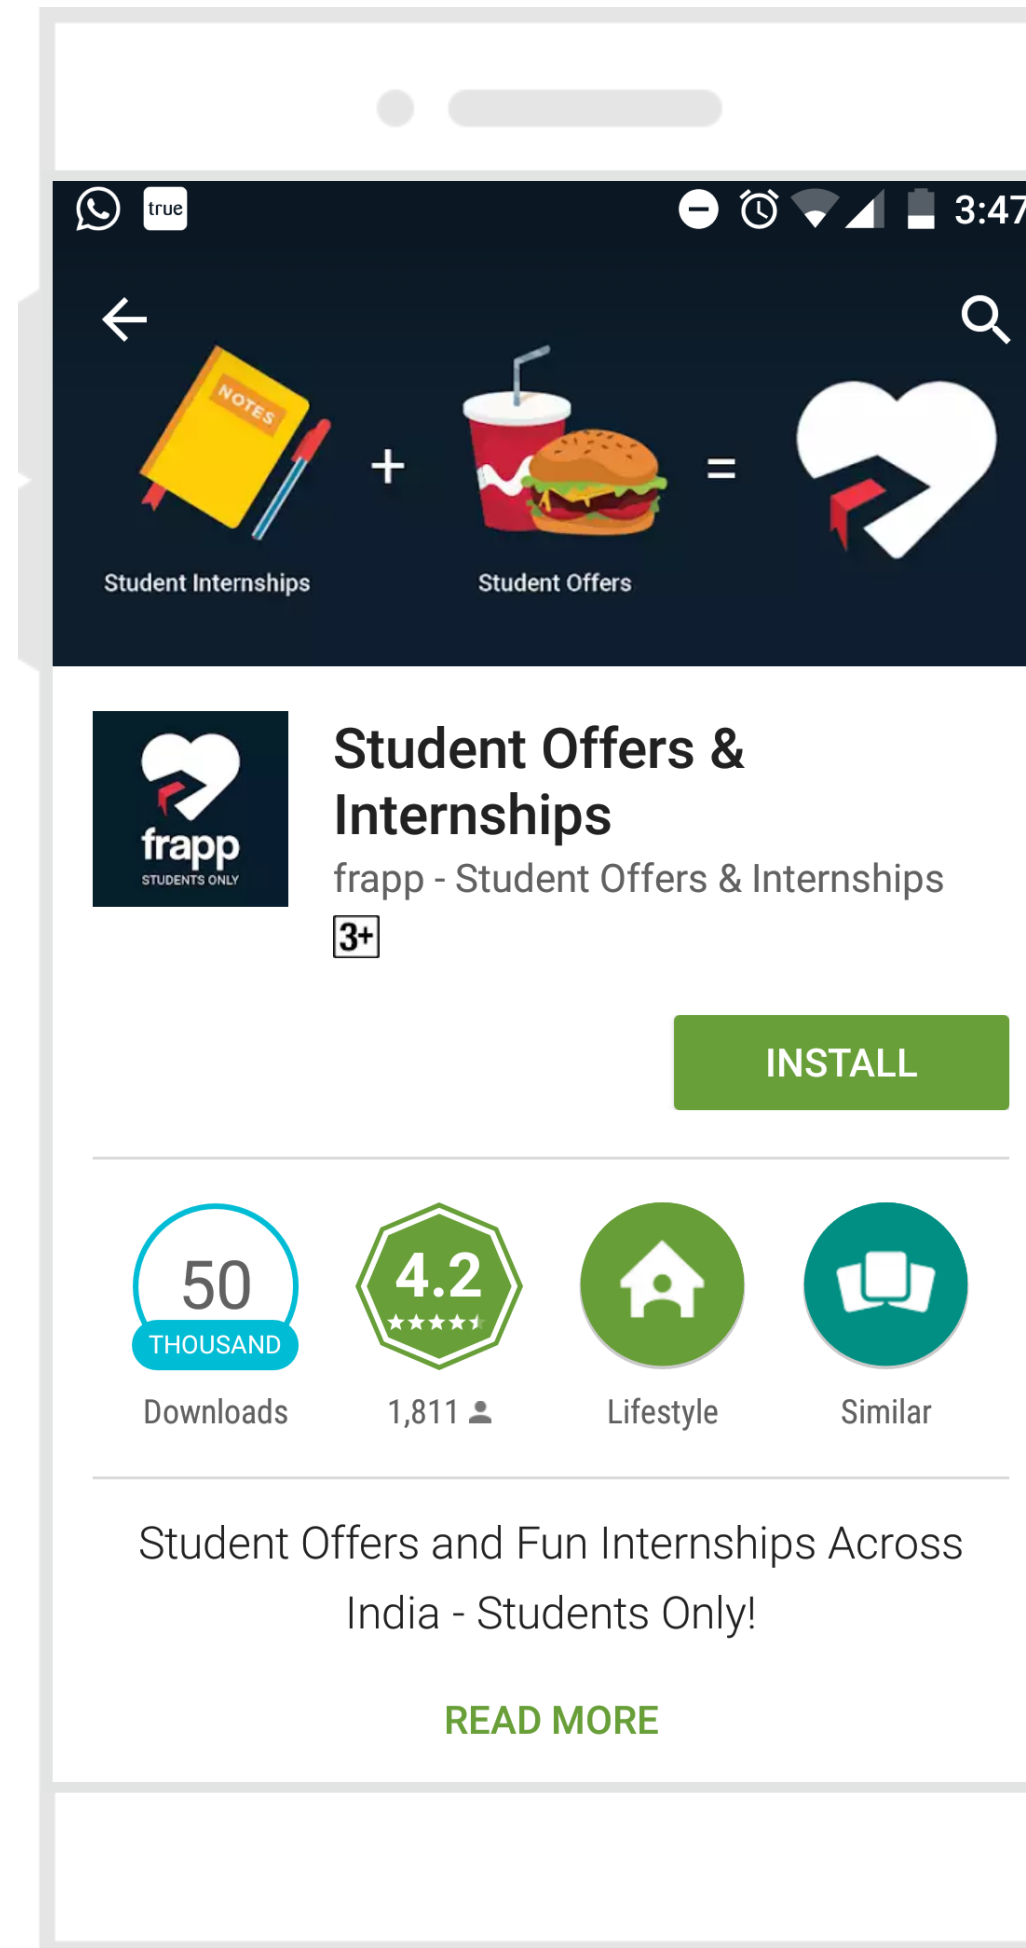 true
3:47
NOTES
+
=
Student Internships
Student Offers
frapp
STUDENTS ONLY
Student Offers &
Internships
frapp - Student Offers & Internships
3+
INSTALL
50
THOUSAND
4.2
Downloads
1,811
Lifestyle
Similar
Student Offers and Fun Internships Across
India - Students Only!
READ MORE